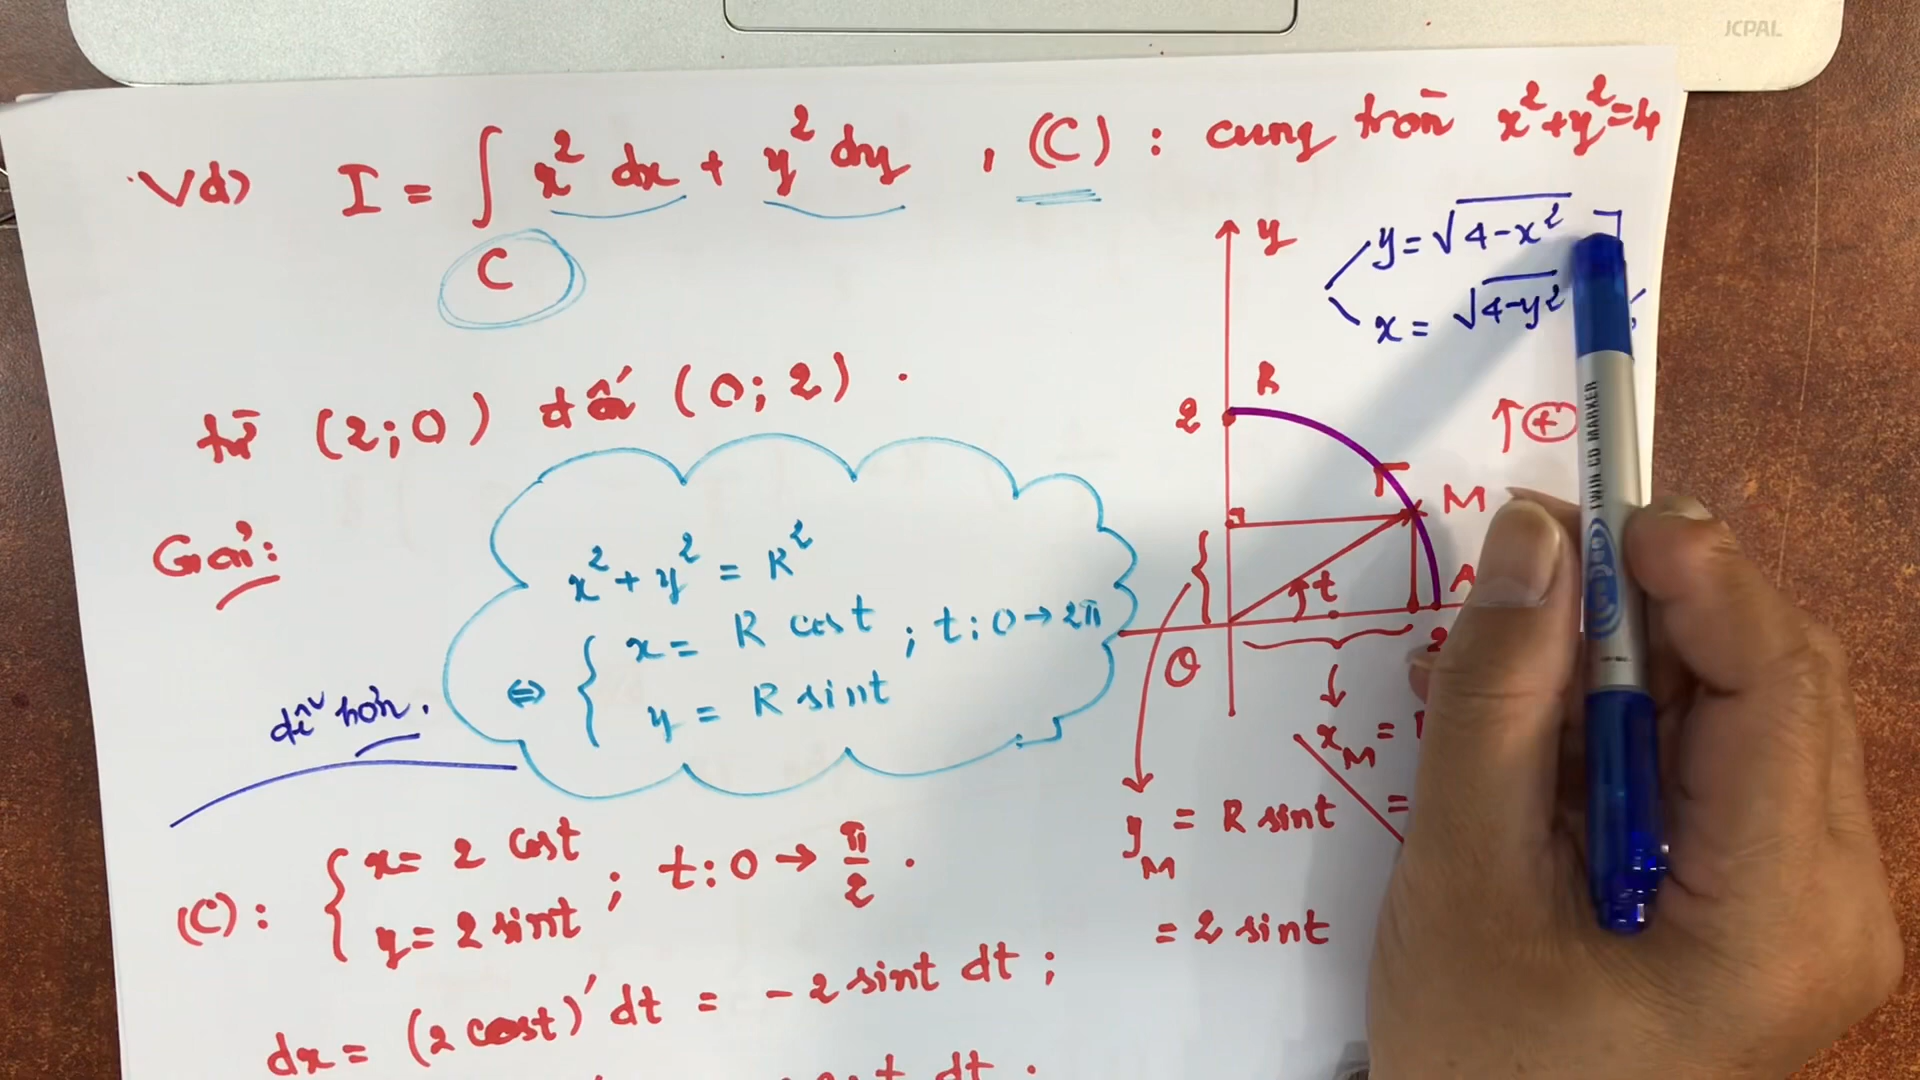 JCPAL
Vd) I = ∫ x² dx + y² dy , (C) : cung tròn x²+y²=4
C
y = √4-x²
x = √4-y²
từ (2;0) đến (0;2) .
y
B
2
↑ (+)
M
t
A
2
O
Giải:
x² + y² = R²
⇔ { x = R cost
y = R sint ; t: 0 → 2π
dễ hơn.
x_M =
=
y_M = R sint
= 2 sint
(C): { x = 2 cost
y = 2 sint ; t: 0 → π/2 .
dx = (2 cost)' dt = - 2 sint dt ;
dt .
TWIN CD MARKER